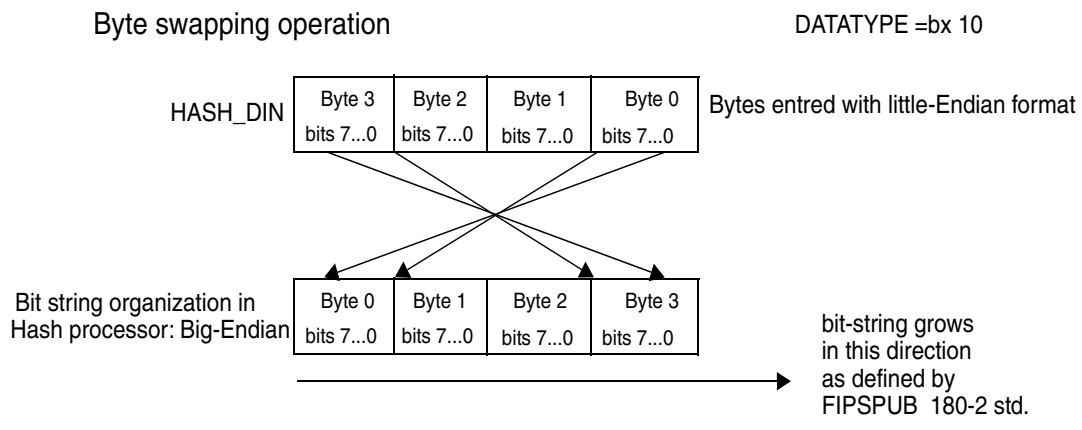 Byte swapping operation
DATATYPE =bx 10
HASH_DIN
Byte 3 Byte 2 Byte 1 Byte 0
bits 7...0 bits 7...0 bits 7...0 bits 7...0
Bytes entred with little-Endian format
Bit string organization in
Hash processor: Big-Endian
Byte 0 Byte 1 Byte 2 Byte 3
bits 7...0 bits 7...0 bits 7...0 bits 7...0
bit-string grows
in this direction
as defined by
FIPSPUB 180-2 std.